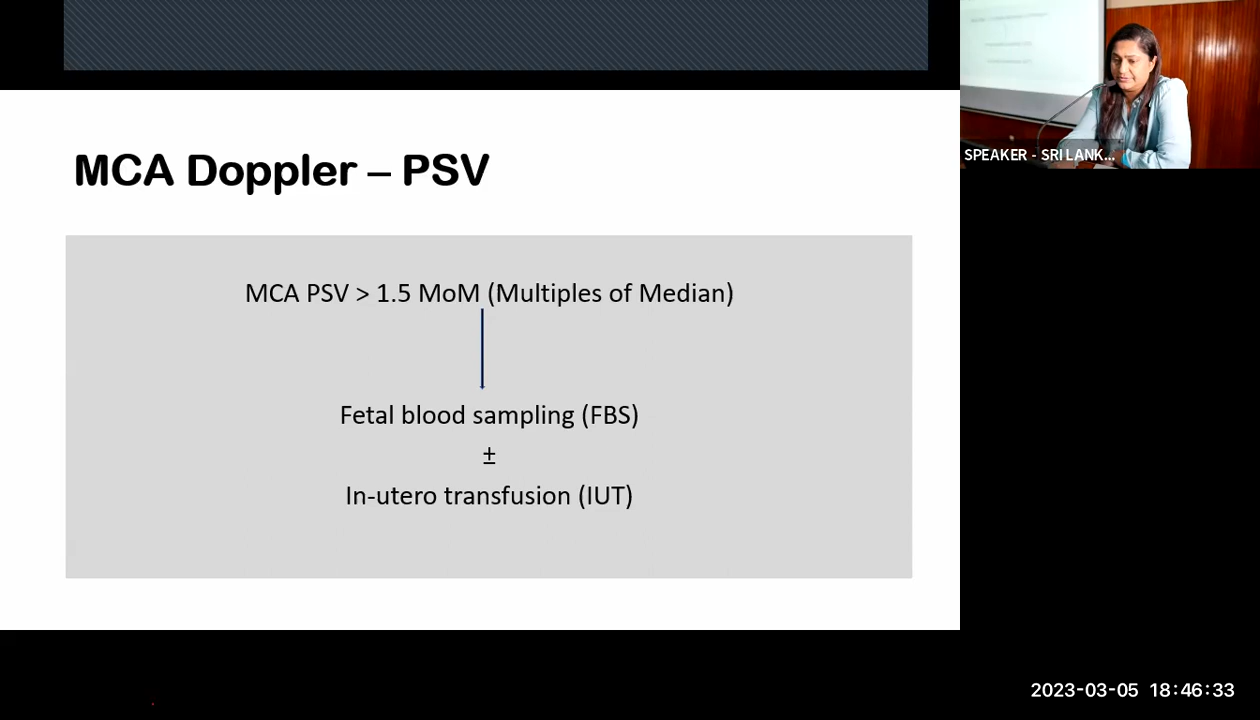 MCA Doppler – PSV
MCA PSV > 1.5 MoM (Multiples of Median)
Fetal blood sampling (FBS)
±
In-utero transfusion (IUT)
SPEAKER - SRI LANK...
2023-03-05 18:46:33